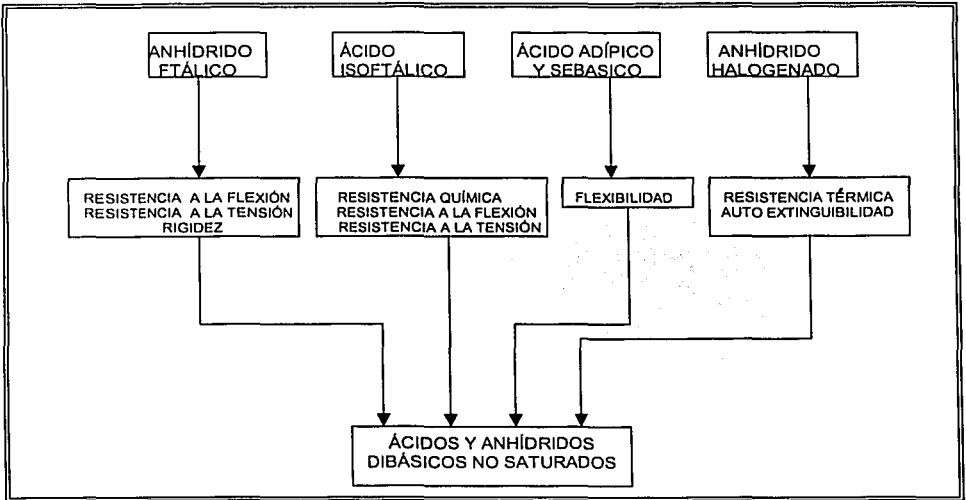 ANHÍDRIDO
FTÁLICO
ÁCIDO
ISOFTÁLICO
ÁCIDO ADÍPICO
Y SEBASICO
ANHÍDRIDO
HALOGENADO
RESISTENCIA A LA FLEXIÓN
RESISTENCIA A LA TENSIÓN
RIGIDEZ
RESISTENCIA QUÍMICA
RESISTENCIA A LA FLEXIÓN
RESISTENCIA A LA TENSIÓN
FLEXIBILIDAD
RESISTENCIA TÉRMICA
AUTO EXTINGUIBILIDAD
ÁCIDOS Y ANHÍDRIDOS
DIBÁSICOS NO SATURADOS